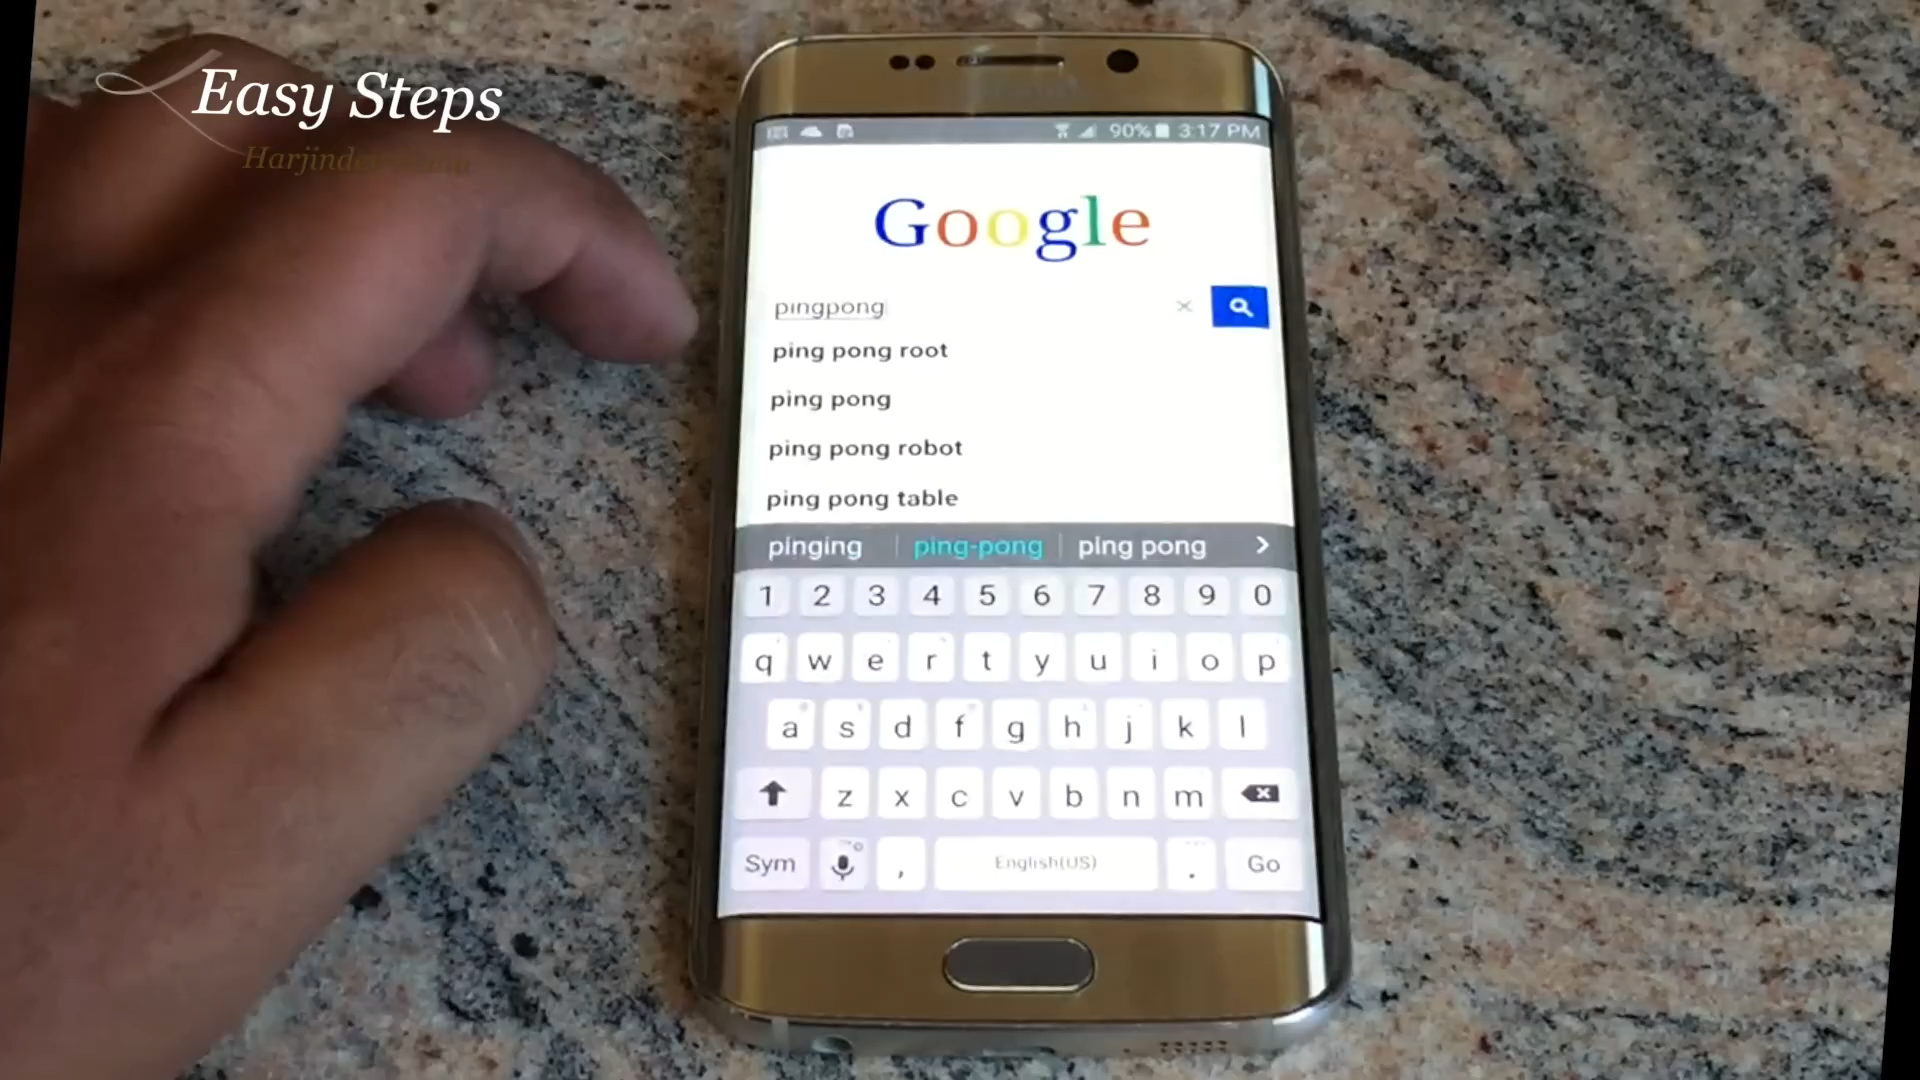 Easy Steps
90% 3:17 PM
Google
pingpong
ping pong root
ping pong
ping pong robot
ping pong table
pinging ping-pong ping pong
1 2 3 4 5 6 7 8 9 0
q w e r t y u i o p
a s d f g h j k l
z x c v b n m
Sym , English(US) . Go